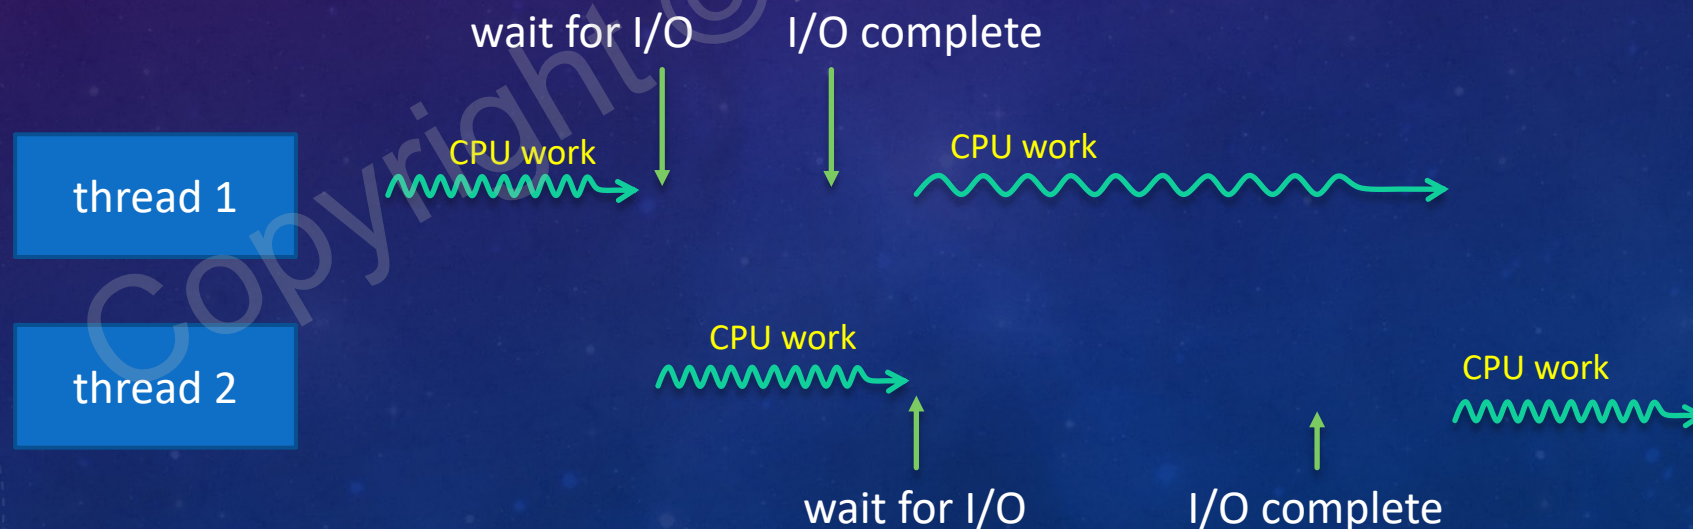 wait for I/O
I/O complete
thread 1
CPU work
CPU work
thread 2
CPU work
CPU work
wait for I/O
I/O complete
Copyright ©